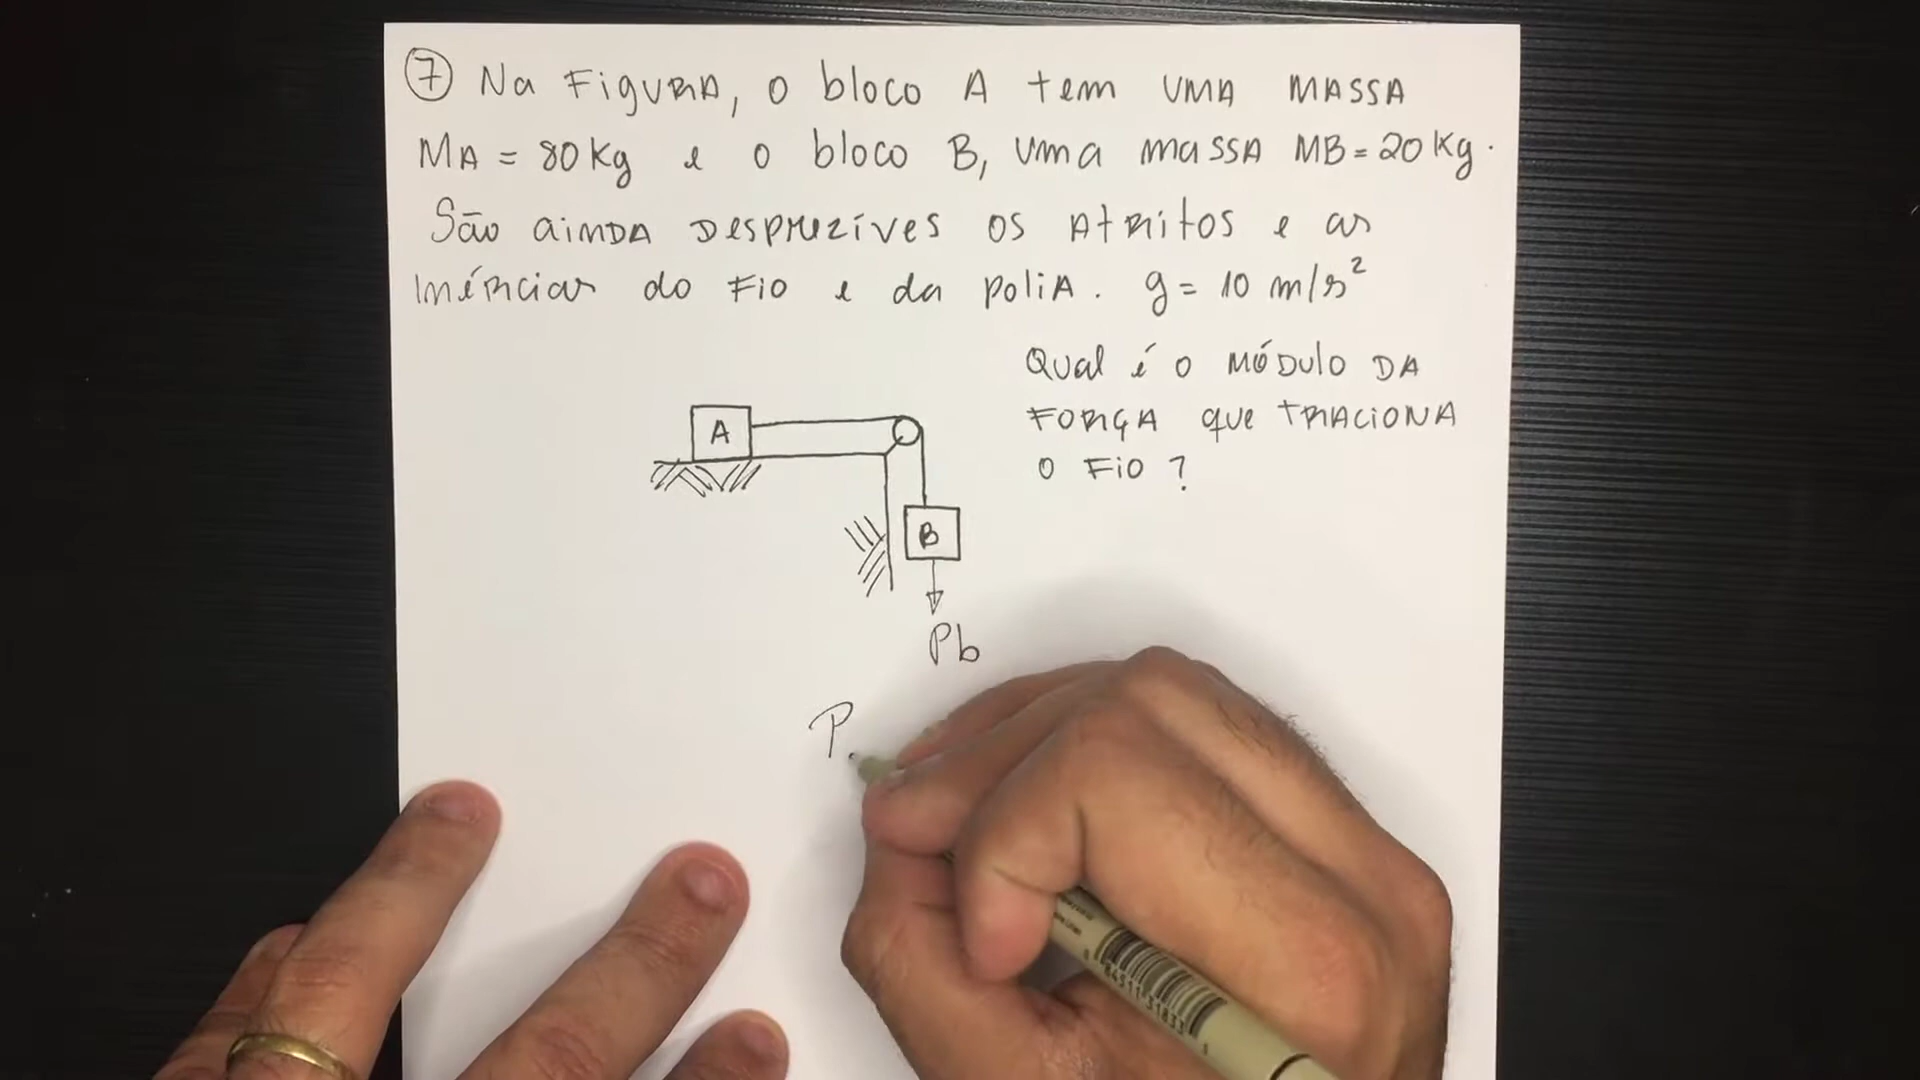 7 Na FiguRA, o bloco A tem UMA MASSA
MA = 80 Kg e o bloco B, uma massa MB = 20 Kg.
São ainda Desprezíves os Atritos e as
inércias do Fio e da poliA. g = 10 m/s²
Qual é o MÓDulo DA
FORÇA que TRACIONA
o Fio?
A
B
Pb
P